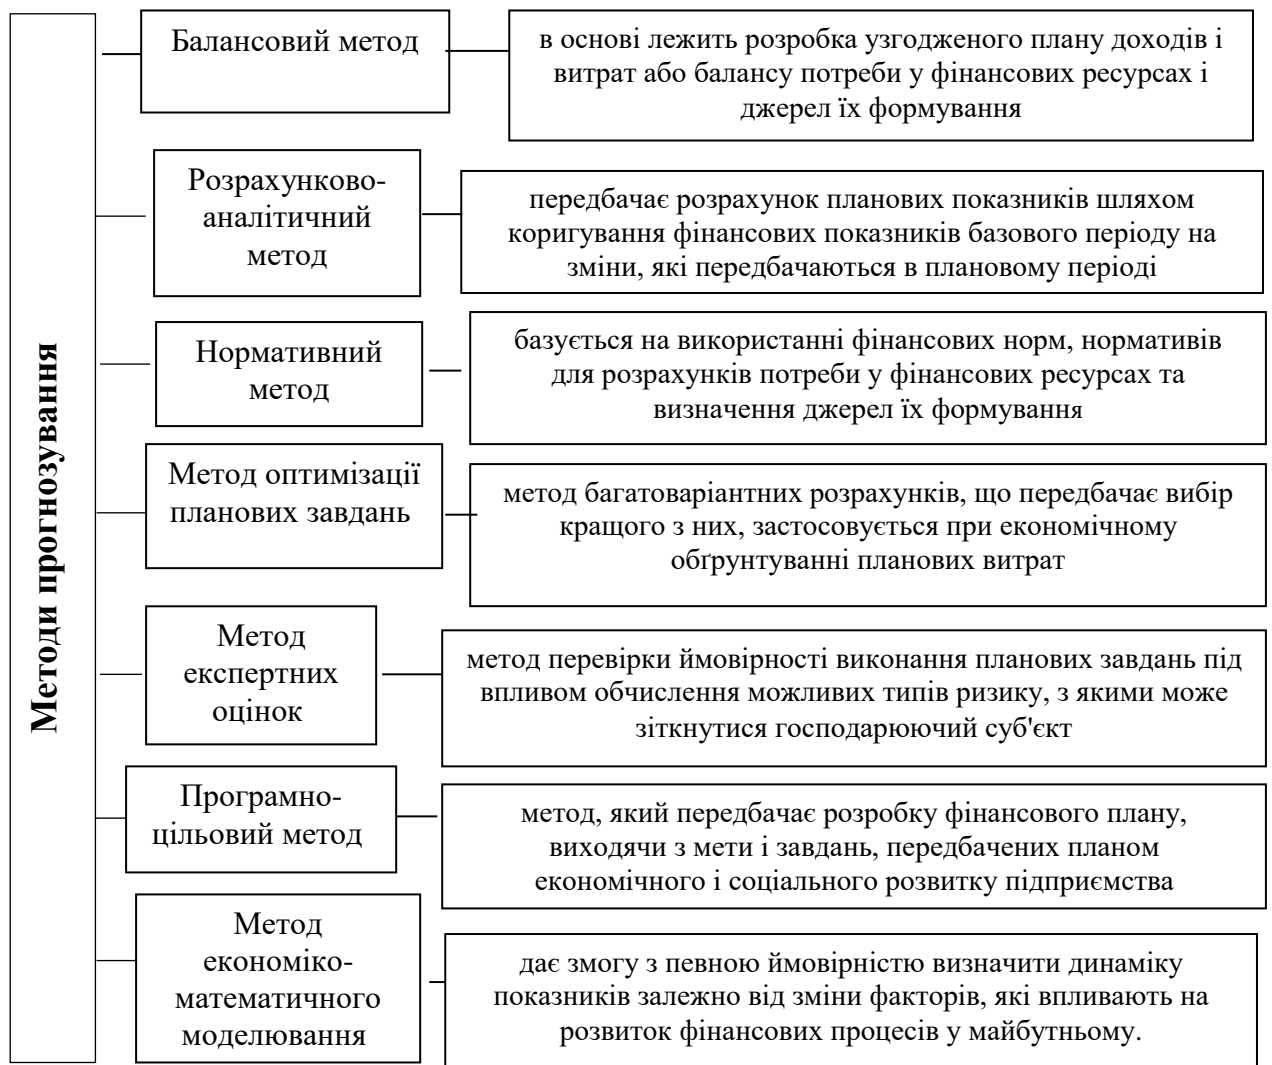 Методи прогнозування
Балансовий метод
в основі лежить розробка узгодженого плану доходів і
витрат або балансу потреби у фінансових ресурсах і
джерел їх формування
Розрахунково-
аналітичний
метод
передбачає розрахунок планових показників шляхом
коригування фінансових показників базового періоду на
зміни, які передбачаються в плановому періоді
Нормативний
метод
базується на використанні фінансових норм, нормативів
для розрахунків потреби у фінансових ресурсах та
визначення джерел їх формування
Метод оптимізації
планових завдань
метод багатоваріантних розрахунків, що передбачає вибір
кращого з них, застосовується при економічному
обґрунтуванні планових витрат
Метод
експертних
оцінок
метод перевірки ймовірності виконання планових завдань під
впливом обчислення можливих типів ризику, з якими може
зіткнутися господарюючий суб'єкт
Програмно-
цільовий метод
метод, який передбачає розробку фінансового плану,
виходячи з мети і завдань, передбачених планом
економічного і соціального розвитку підприємства
Метод
економіко-
математичного
моделювання
дає змогу з певною ймовірністю визначити динаміку
показників залежно від зміни факторів, які впливають на
розвиток фінансових процесів у майбутньому.